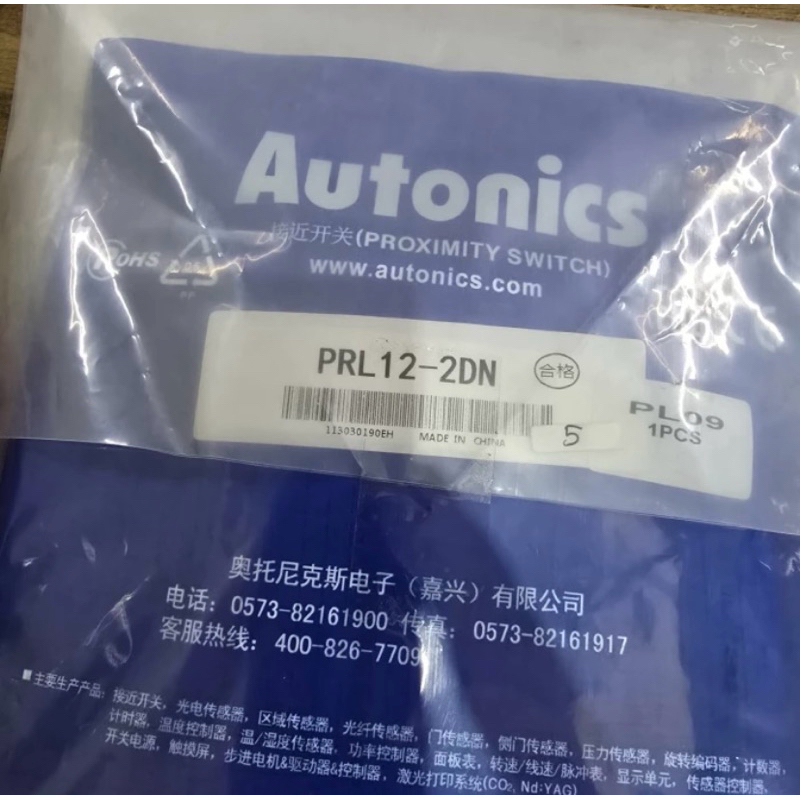 Autonics
接近开关(PROXIMITY SWITCH)
www.autonics.com
RoHS
PRL12-2DN
合格
113030190EH MADE IN CHINA
5
PL09
1PCS
奥托尼克斯电子（嘉兴）有限公司
电话：0573-82161900 传真：0573-82161917
客服热线：400-826-7709
■主要生产产品：接近开关，光电传感器，区域传感器，光纤传感器，门传感器，侧门传感器，压力传感器，旋转编码器，计数器，
计时器，温度控制器，温/湿度传感器，功率控制器，面板表，转速/线速/脉冲表，显示单元，传感器控制器，
开关电源，触摸屏，步进电机&驱动器&控制器，激光打印系统(CO₂, Nd:YAG)